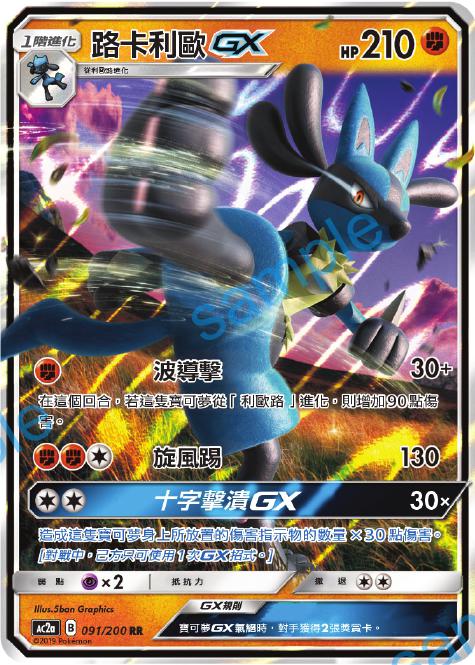 1階進化
路卡利歐GX
HP 210
從利歐路進化
波導擊 30+
在這個回合,若這隻寶可夢從「利歐路」進化,則增加90點傷
害。
旋風踢 130
十字擊潰GX 30×
造成這隻寶可夢身上所放置的傷害指示物的數量×30點傷害。
[對戰中,己方只可使用1次GX招式。]
弱點 ×2 抵抗力 撤退
Illus.5ban Graphics
GX規則
AC2a B 091/200 RR
寶可夢GX氣絕時,對手獲得2張獎賞卡。
©2019 Pokémon
sample
sample
sample